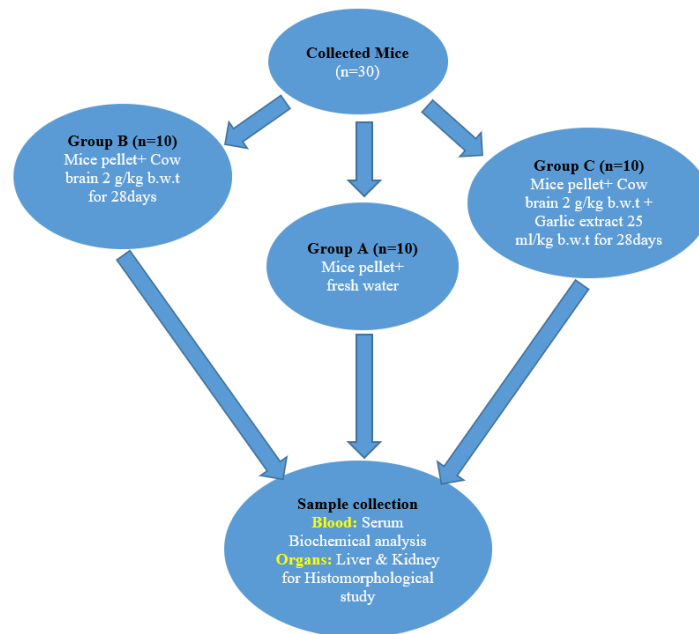 Collected Mice
(n=30)
Group B (n=10)
Mice pellet+ Cow
brain 2 g/kg b.w.t
for 28days
Group A (n=10)
Mice pellet+
fresh water
Group C (n=10)
Mice pellet+ Cow
brain 2 g/kg b.w.t +
Garlic extract 25
ml/kg b.w.t for 28days
Sample collection
Blood: Serum
Biochemical analysis
Organs: Liver & Kidney
for Histomorphological
study